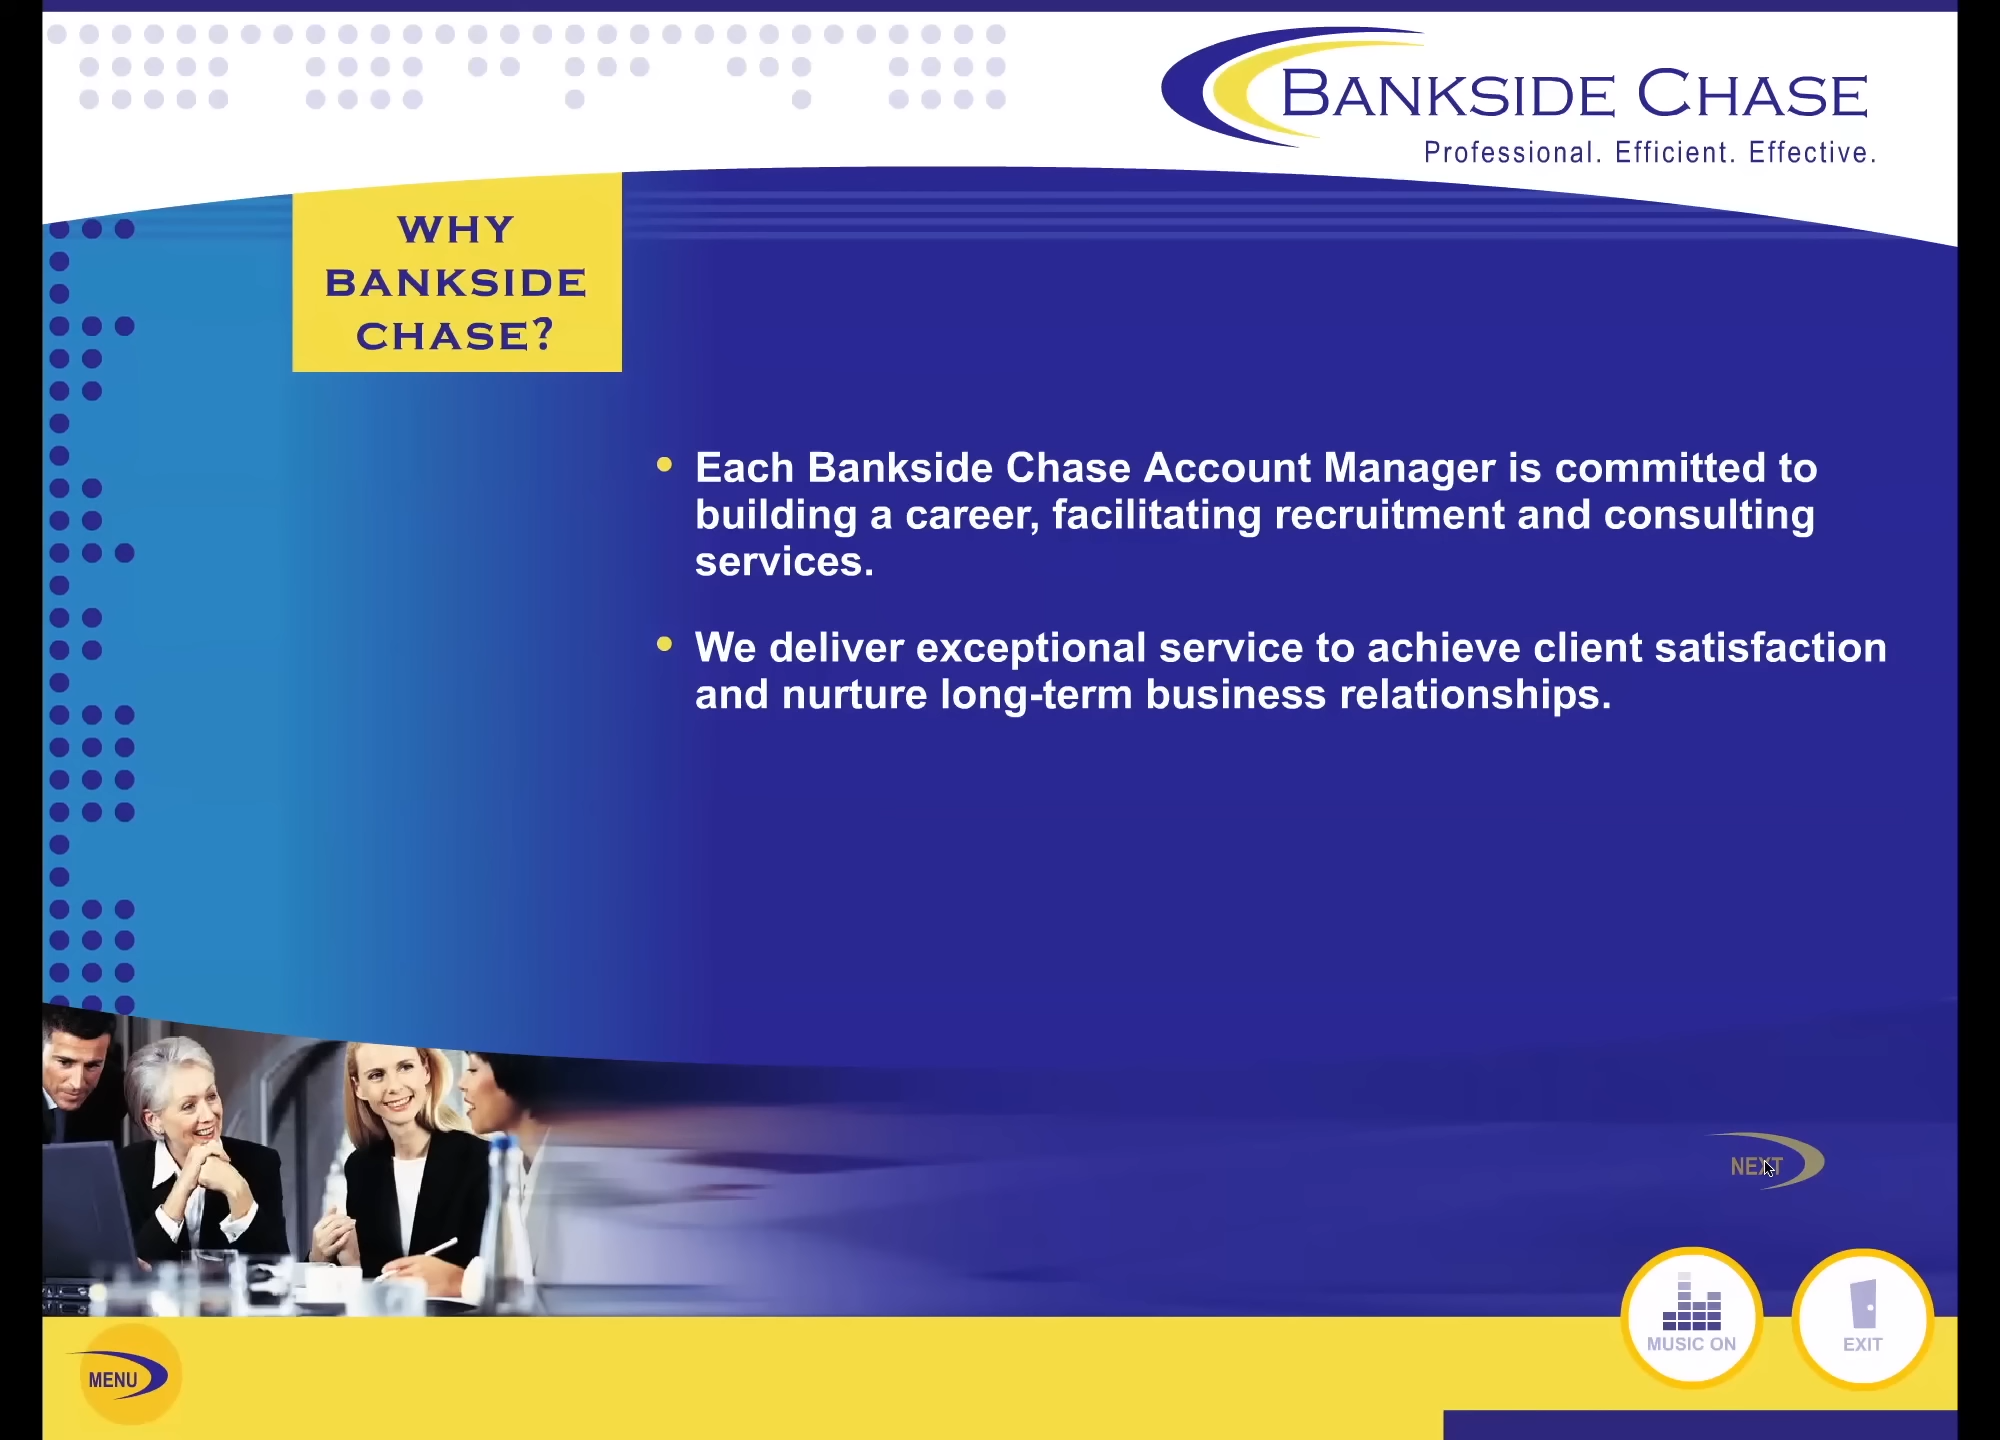 BANKSIDE CHASE
Professional. Efficient. Effective.
WHY
BANKSIDE
CHASE?
• Each Bankside Chase Account Manager is committed to
building a career, facilitating recruitment and consulting
services.
• We deliver exceptional service to achieve client satisfaction
and nurture long-term business relationships.
NEXT
MUSIC ON
EXIT
MENU